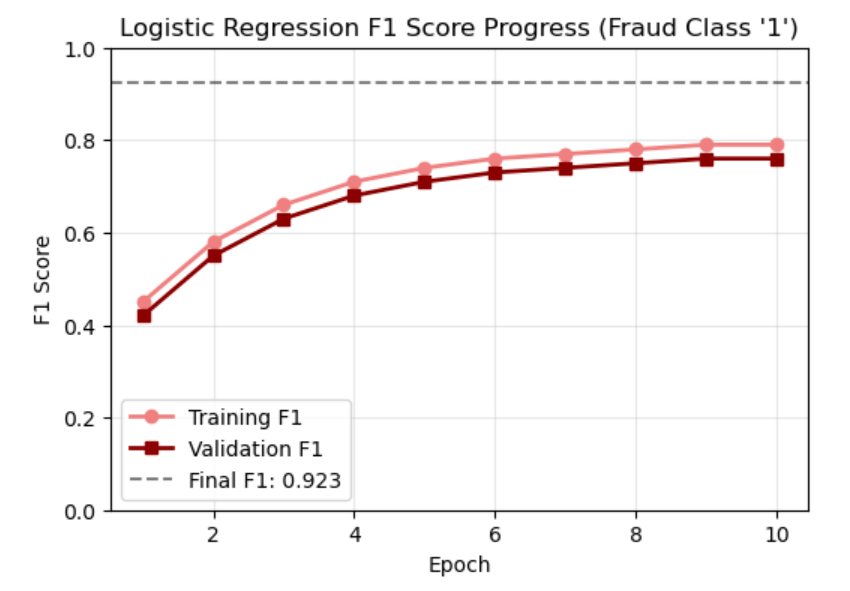 Logistic Regression F1 Score Progress (Fraud Class '1')
1.0
0.8
0.6
0.4
0.2
0.0
F1 Score
Training F1
Validation F1
Final F1: 0.923
2 4 6 8 10
Epoch